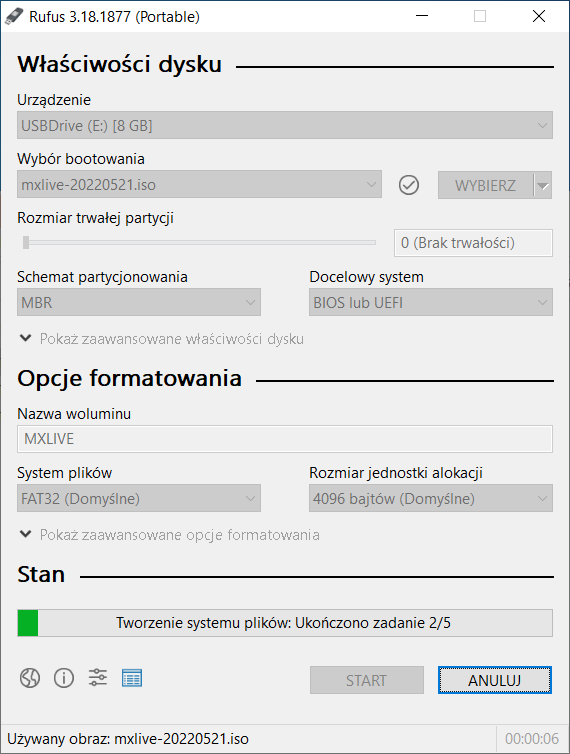 Rufus 3.18.1877 (Portable)
Właściwości dysku
Urządzenie
USBDrive (E:) [8 GB]
Wybór bootowania
mxlive-20220521.iso
WYBIERZ
Rozmiar trwałej partycji
0 (Brak trwałości)
Schemat partycjonowania
Docelowy system
MBR
BIOS lub UEFI
Pokaż zaawansowane właściwości dysku
Opcje formatowania
Nazwa woluminu
MXLIVE
System plików
Rozmiar jednostki alokacji
FAT32 (Domyślne)
4096 bajtów (Domyślne)
Pokaż zaawansowane opcje formatowania
Stan
Tworzenie systemu plików: Ukończono zadanie 2/5
START
ANULUJ
Używany obraz: mxlive-20220521.iso
00:00:06